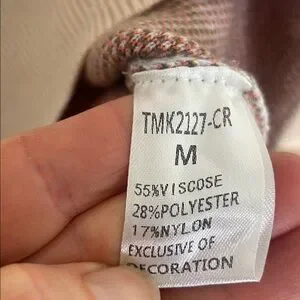 TMK2127-CR
M
55%VISCOSE
28%POLYESTER
17%NYLON
EXCLUSIVE OF
DECORATION